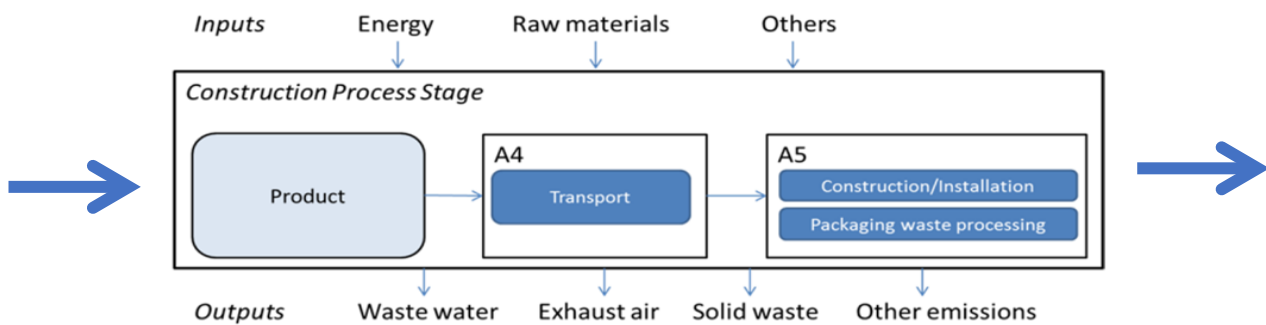 Inputs Energy Raw materials Others
Construction Process Stage
A4 A5
Product Transport Construction/Installation
Packaging waste processing
Outputs Waste water Exhaust air Solid waste Other emissions